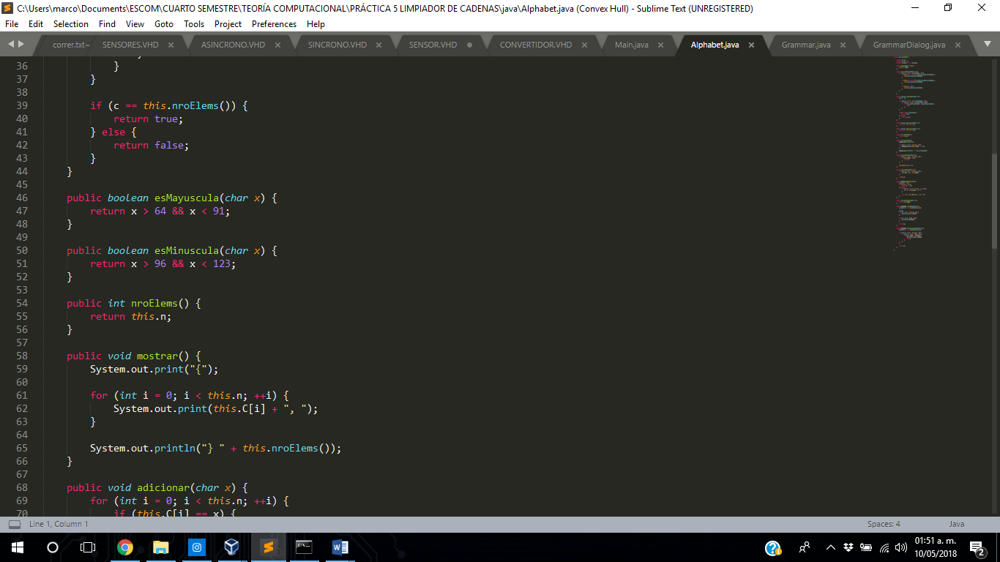 C:\Users\marco\Documents\ESCOM\CUARTO SEMESTRE\TEORÍA COMPUTACIONAL\PRÁCTICA 5 LIMPIADOR DE CADENAS\java\Alphabet.java (Convex Hull) - Sublime Text (UNREGISTERED)
File Edit Selection Find View Goto Tools Project Preferences Help
correr.txt~ SENSORES.VHD ASINCRONO.VHD SINCRONO.VHD SENSOR.VHD CONVERTIDOR.VHD Main.java Alphabet.java Grammar.java GrammarDialog.java
36 }
37 }
38
39 if (c == this.nroElems()) {
40 return true;
41 } else {
42 return false;
43 }
44 }
45
46 public boolean esMayuscula(char x) {
47 return x > 64 && x < 91;
48 }
49
50 public boolean esMinuscula(char x) {
51 return x > 96 && x < 123;
52 }
53
54 public int nroElems() {
55 return this.n;
56 }
57
58 public void mostrar() {
59 System.out.print("{");
60
61 for (int i = 0; i < this.n; ++i) {
62 System.out.print(this.C[i] + ", ");
63 }
64
65 System.out.println("} " + this.nroElems());
66 }
67
68 public void adicionar(char x) {
69 for (int i = 0; i < this.n; ++i) {
70 if (this.C[i] == x) {
Line 1, Column 1 Spaces: 4 Java
01:51 a. m.
10/05/2018
2